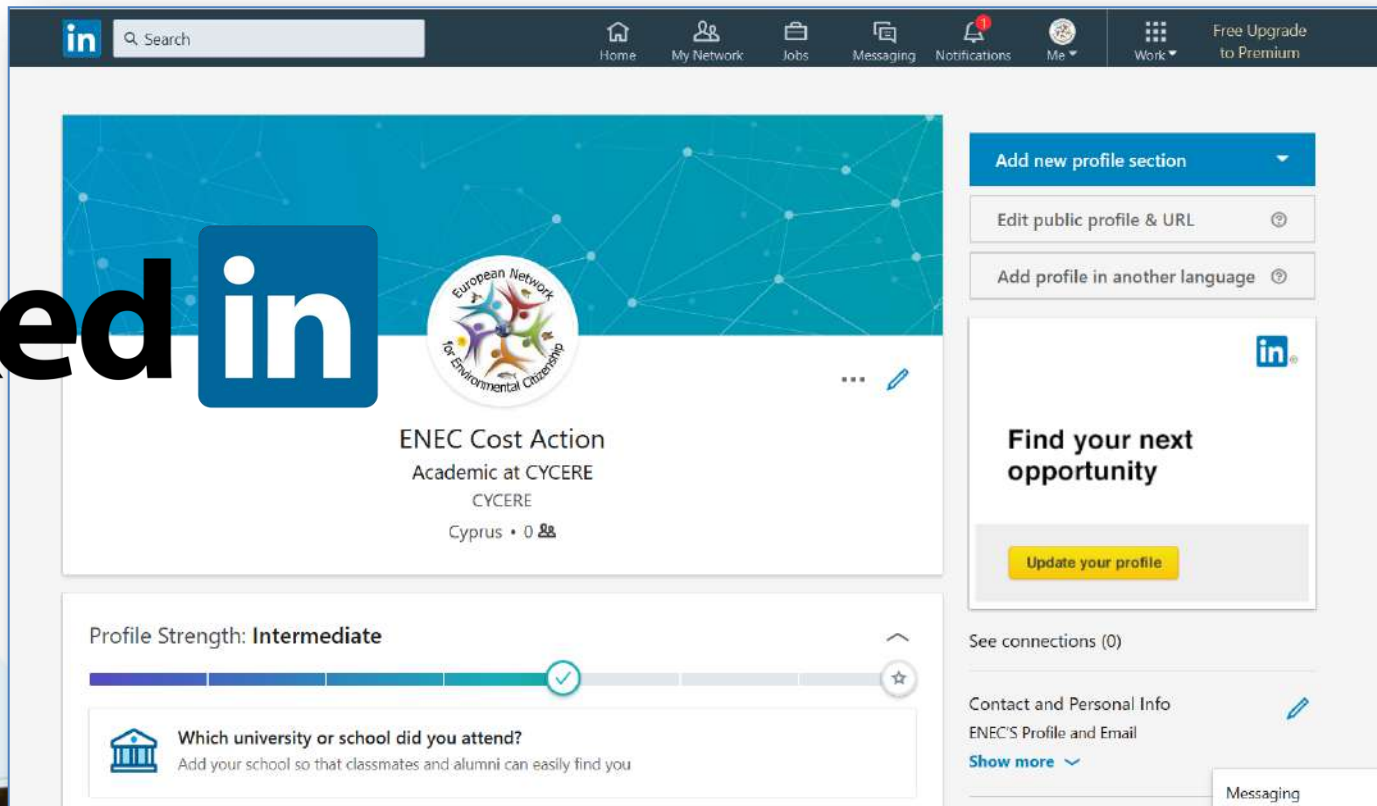 in
Search
Home
My Network
Jobs
Messaging
1
Notifications
Me
Work
Free Upgrade
to Premium
ed in
European Network
for Environmental Citizenship
ENEC Cost Action
Academic at CYCERE
CYCERE
Cyprus • 0
Profile Strength: Intermediate
Which university or school did you attend?
Add your school so that classmates and alumni can easily find you
Add new profile section
Edit public profile & URL ?
Add profile in another language ?
in
Find your next
opportunity
Update your profile
See connections (0)
Contact and Personal Info
ENEC'S Profile and Email
Show more
Messaging